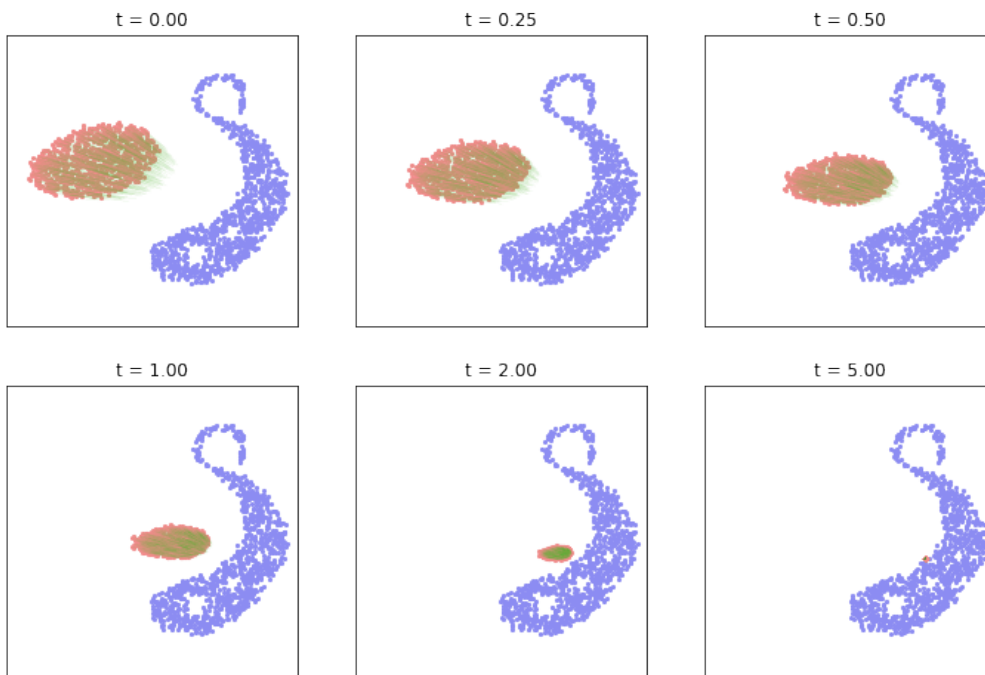 t = 0.00
t = 0.25
t = 0.50
t = 1.00
t = 2.00
t = 5.00